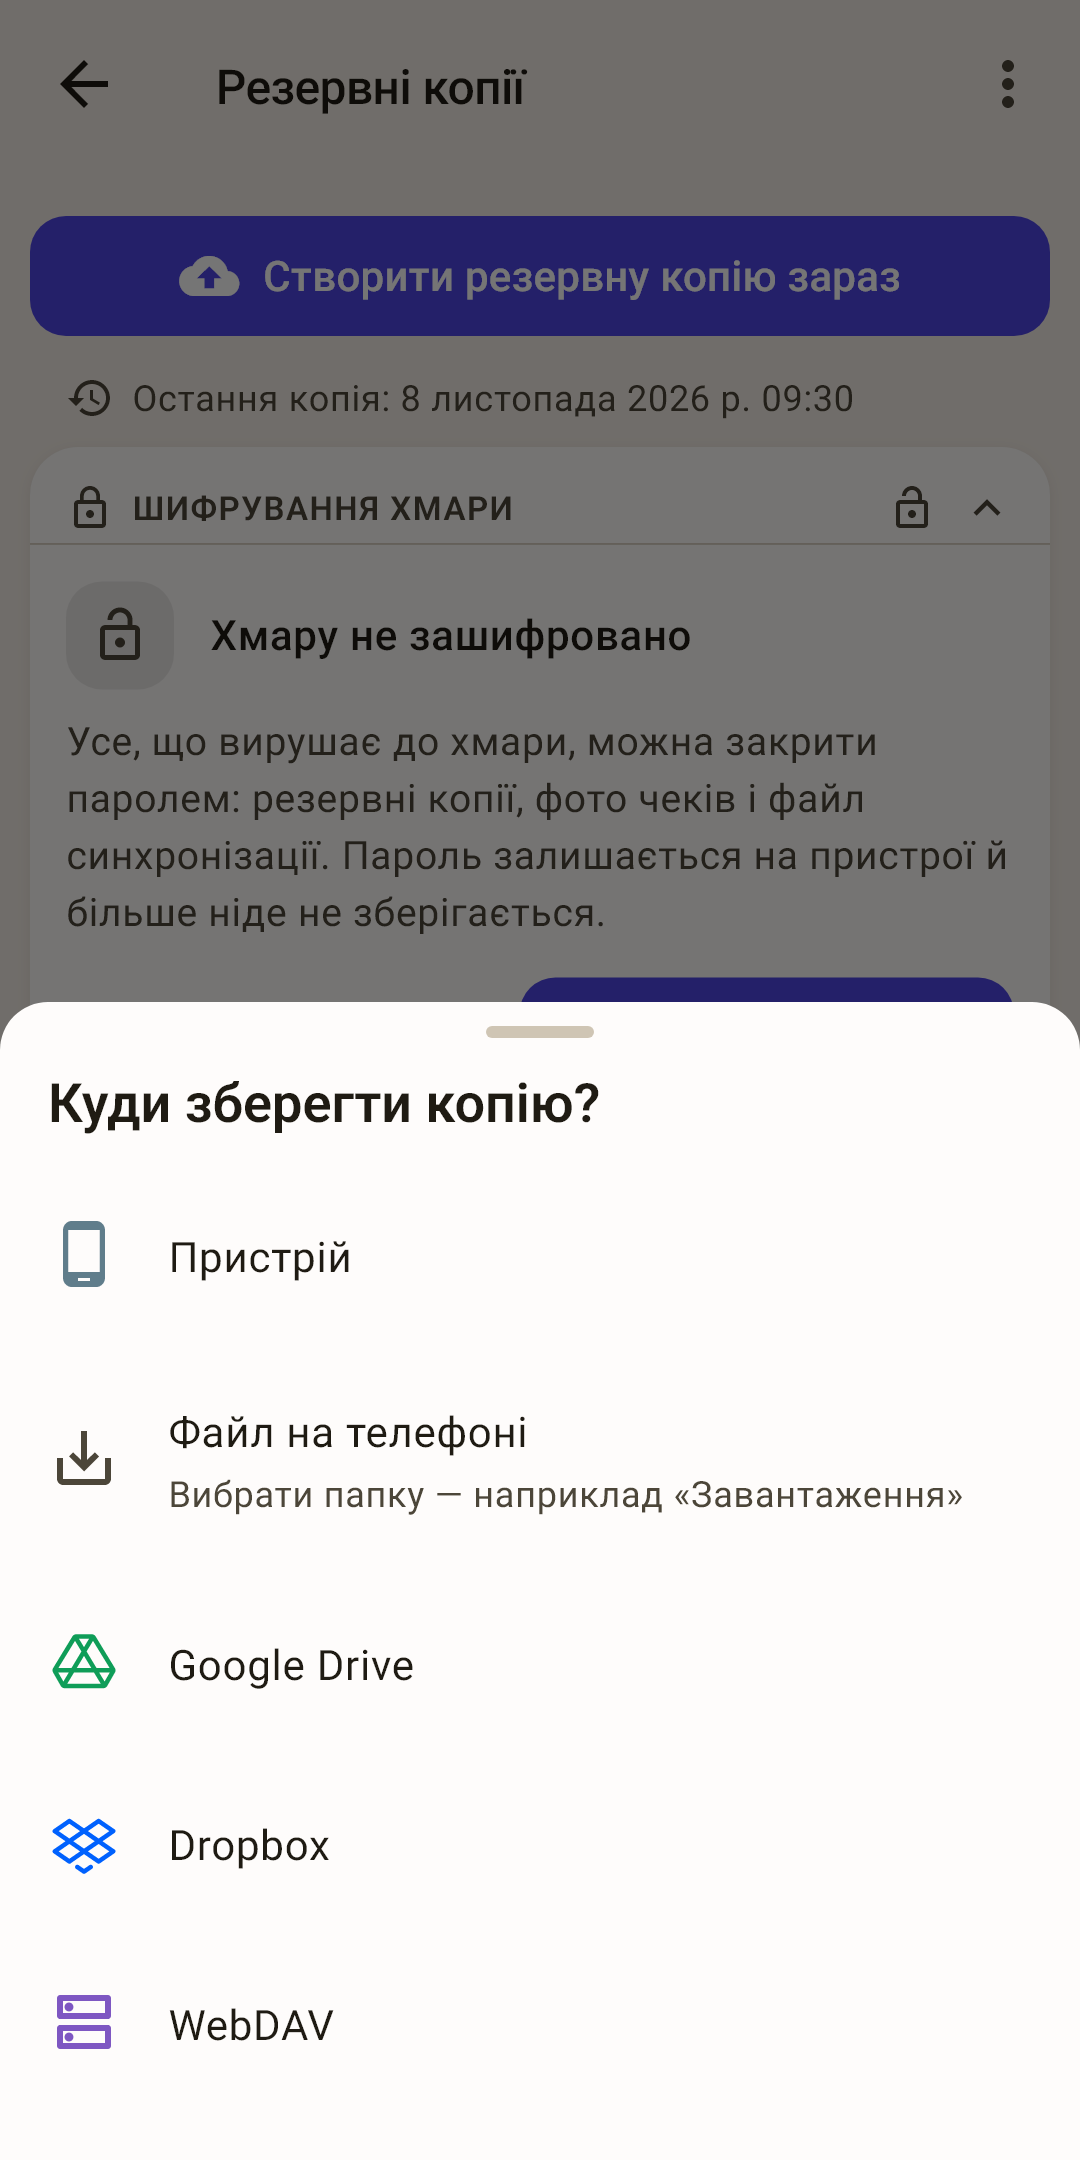 Резервні копії
Створити резервну копію зараз
Остання копія: 8 листопада 2026 р. 09:30
ШИФРУВАННЯ ХМАРИ
Хмару не зашифровано
Усе, що вирушає до хмари, можна закрити
паролем: резервні копії, фото чеків і файл
синхронізації. Пароль залишається на пристрої й
більше ніде не зберігається.
Куди зберегти копію?
Пристрій
Файл на телефоні
Вибрати папку — наприклад «Завантаження»
Google Drive
Dropbox
WebDAV